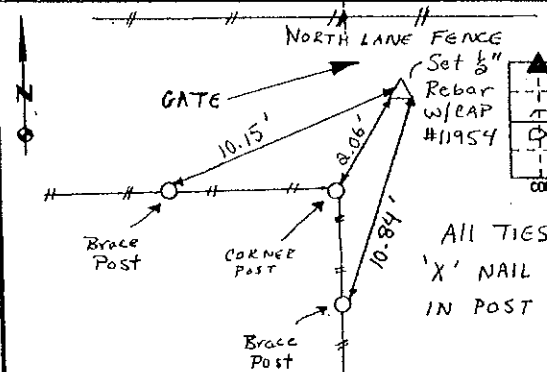 NORTH LANE FENCE
Set ½"
Rebar
W/CAP
#11954
GATE
N
10.15'
2.06'
10.84'
Brace
Post
CORNER
POST
Brace
Post
All TIES
'X' NAIL
IN POST